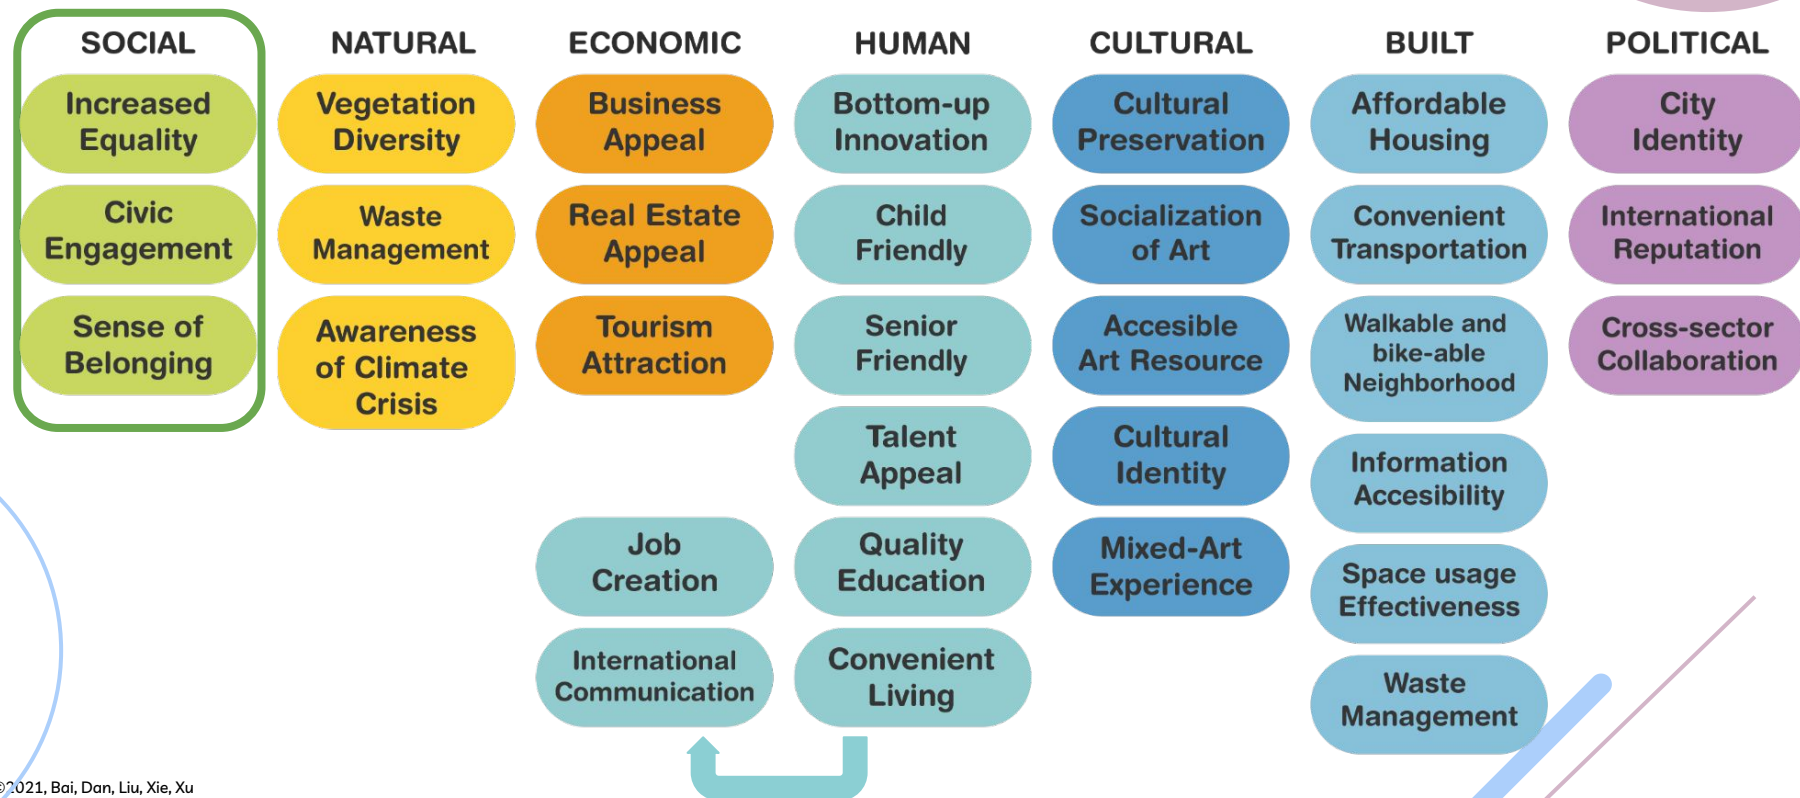 SOCIAL
Increased
Equality
Civic
Engagement
Sense of
Belonging
NATURAL
Vegetation
Diversity
Waste
Management
Awareness
of Climate
Crisis
ECONOMIC
Business
Appeal
Real Estate
Appeal
Tourism
Attraction
Job
Creation
International
Communication
HUMAN
Bottom-up
Innovation
Child
Friendly
Senior
Friendly
Talent
Appeal
Quality
Education
Convenient
Living
CULTURAL
Cultural
Preservation
Socialization
of Art
Accesible
Art Resource
Cultural
Identity
Mixed-Art
Experience
BUILT
Affordable
Housing
Convenient
Transportation
Walkable and
bike-able
Neighborhood
Information
Accesibility
Space usage
Effectiveness
Waste
Management
POLITICAL
City
Identity
International
Reputation
Cross-sector
Collaboration
©2021, Bai, Dan, Liu, Xie, Xu